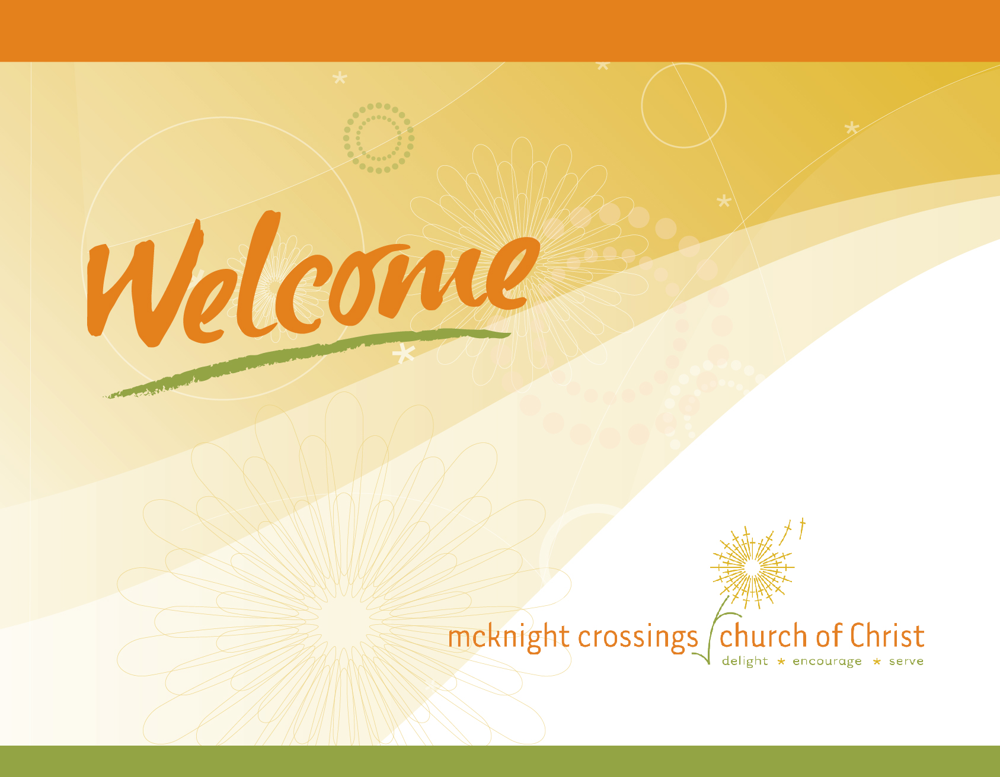 Welcome
mcknight crossings church of Christ
delight * encourage * serve